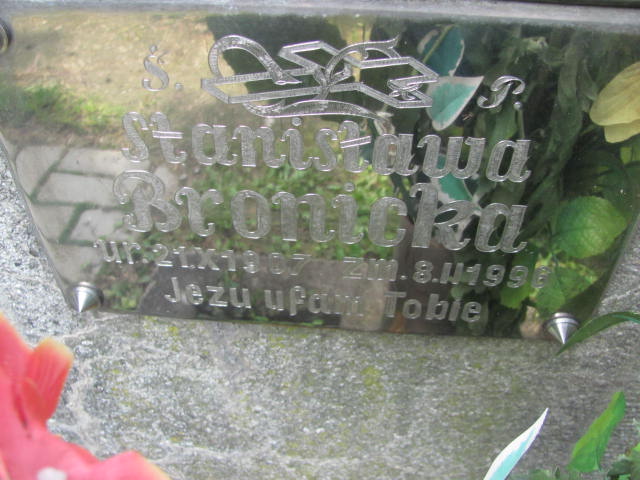 Ś. P.
Stanisława
Bronicka
ur. 21.X 1907 zm. 8.II 1996
Jezu ufam Tobie